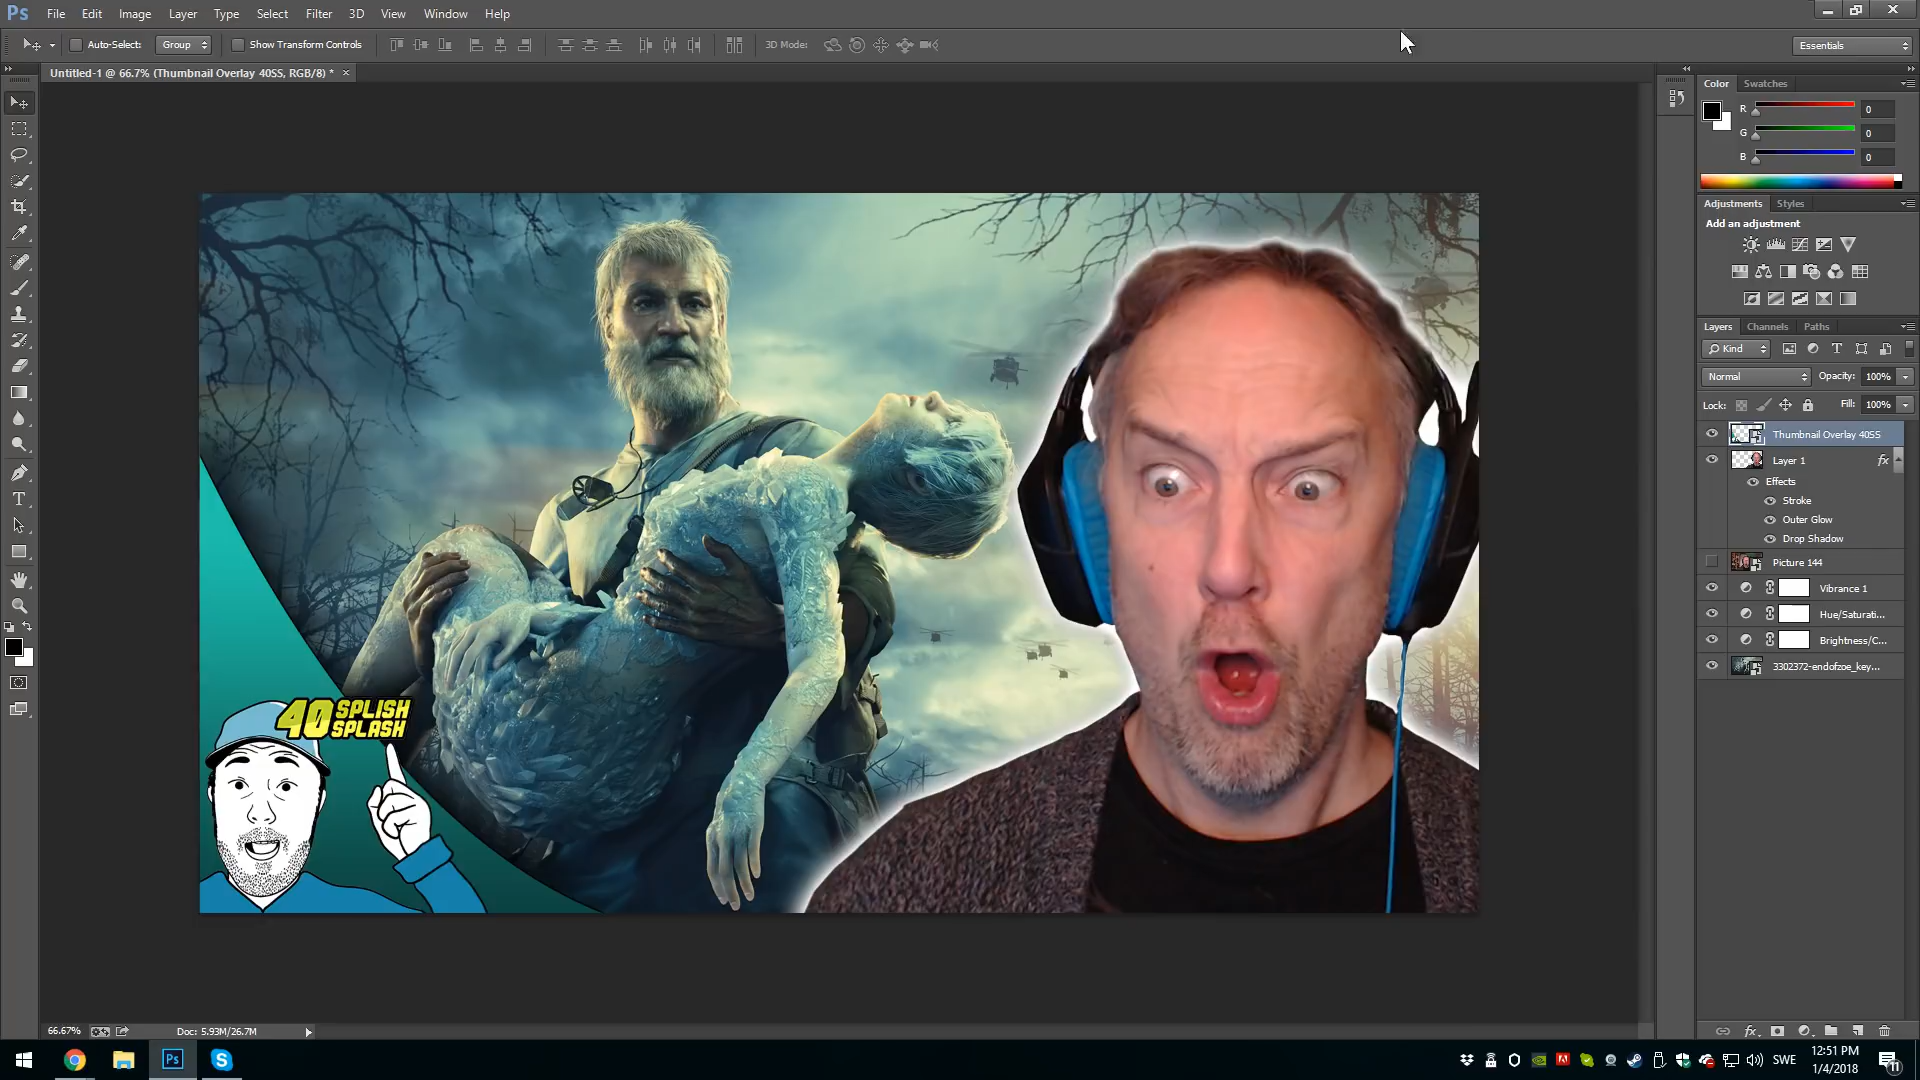 Ps File Edit Image Layer Type Select Filter 3D View Window Help
Auto-Select: Group Show Transform Controls 3D Mode: Essentials
Untitled-1 @ 66.7% (Thumbnail Overlay 40SS, RGB/8) * ×
Color Swatches
R 0
G 0
B 0
Adjustments Styles
Add an adjustment
Layers Channels Paths
Kind
Normal Opacity: 100%
Lock: Fill: 100%
Thumbnail Overlay 40SS
Layer 1 fx
Effects
Stroke
Outer Glow
Drop Shadow
Picture 144
Vibrance 1
Hue/Saturati...
Brightness/C...
3302372-endofzoe_key...
40 SPLISH
SPLASH
66.67% Doc: 5.93M/26.7M
fx
Ps SWE 12:51 PM
1/4/2018
11